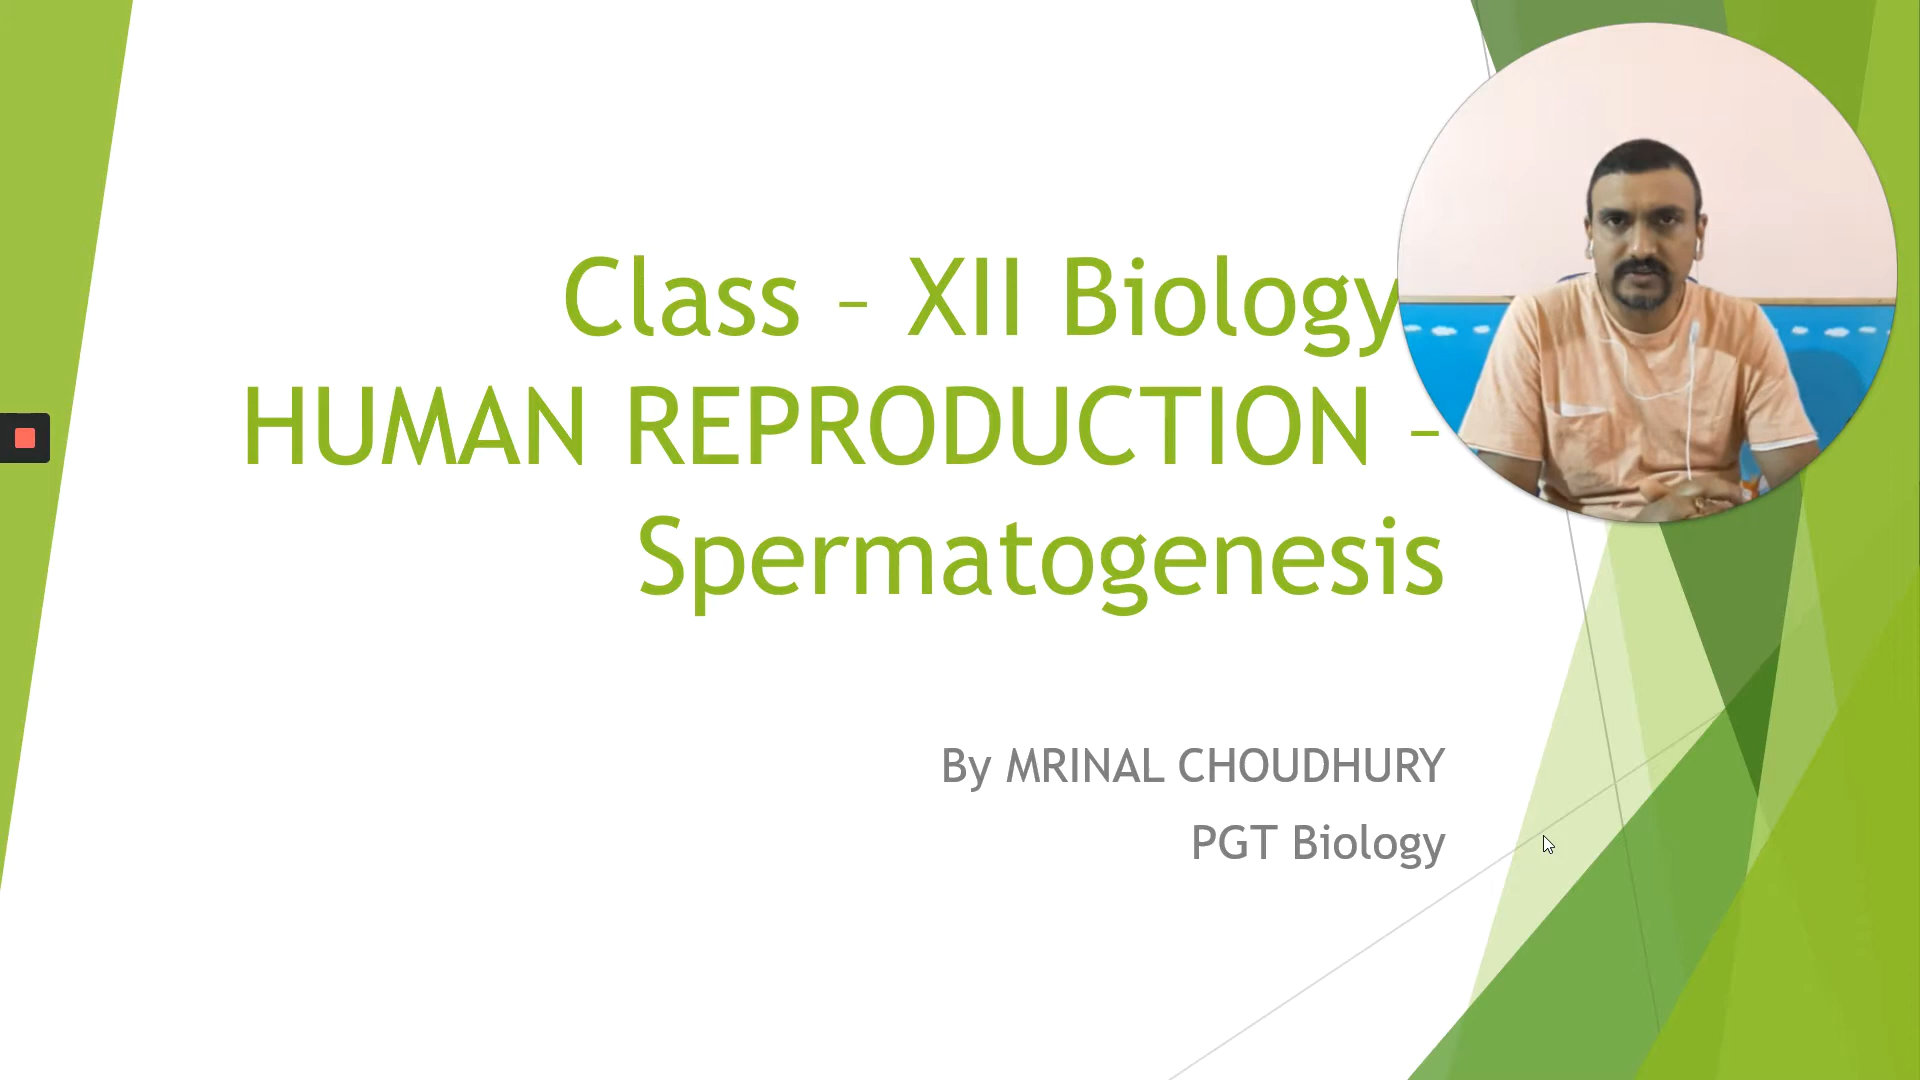 Class – XII Biology
HUMAN REPRODUCTION –
Spermatogenesis
By MRINAL CHOUDHURY
PGT Biology